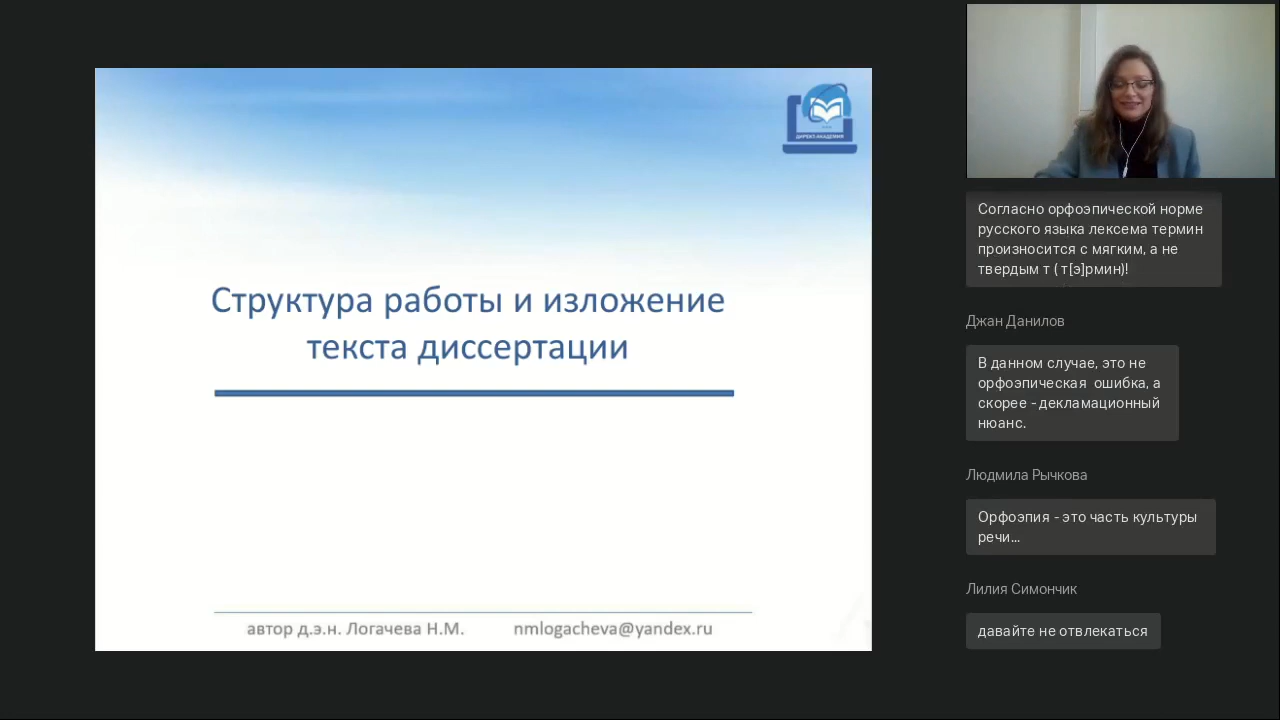 ДИРЕКТ-АКАДЕМИЯ
Структура работы и изложение
текста диссертации
автор д.э.н. Логачева Н.М. nmlogacheva@yandex.ru
Согласно орфоэпической норме
русского языка лексема термин
произносится с мягким, а не
твердым т ( т[э]рмин)!
Джан Данилов
В данном случае, это не
орфоэпическая  ошибка, а
скорее - декламационный
нюанс.
Людмила Рычкова
Орфоэпия - это часть культуры
речи...
Лилия Симончик
давайте не отвлекаться